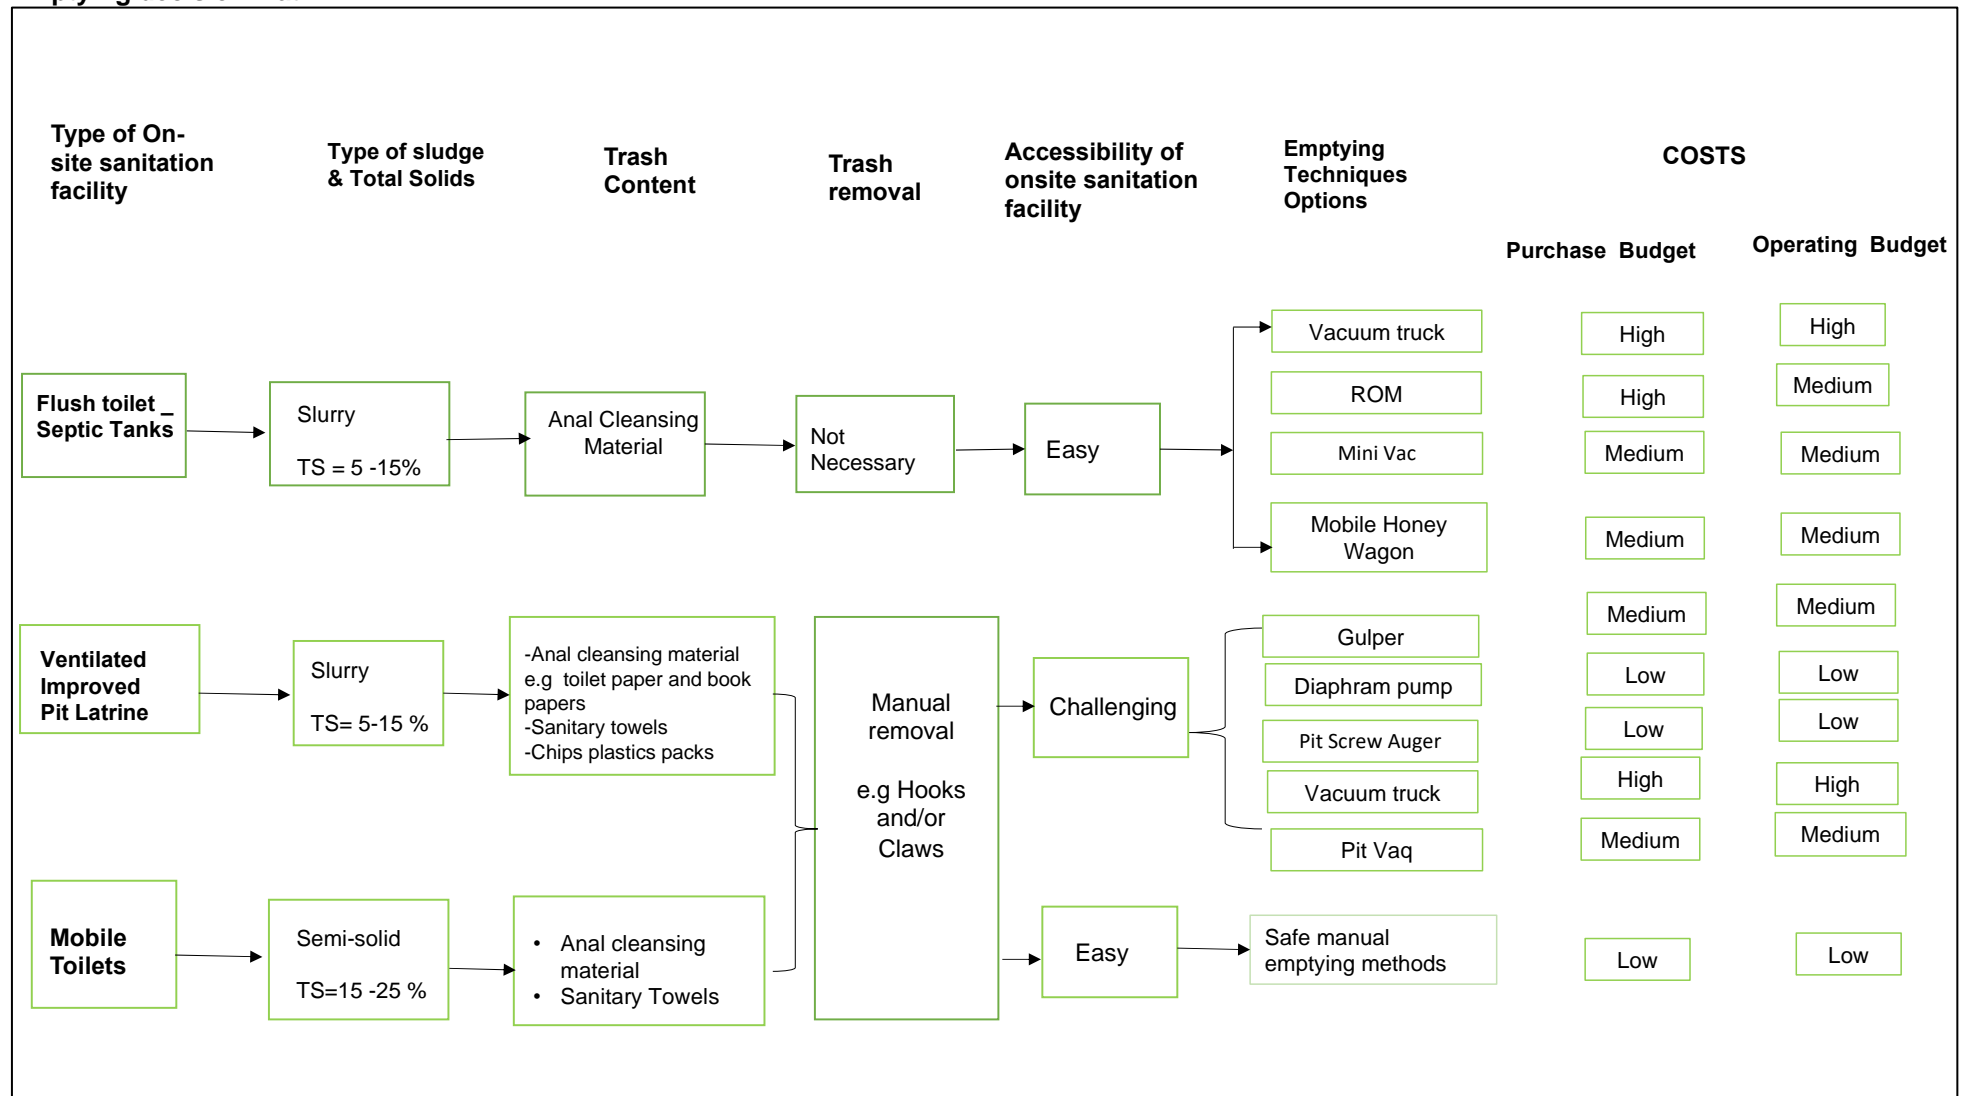 Type of On-
site sanitation
facility
Type of sludge
& Total Solids
Trash
Content
Trash
removal
Accessibility of
onsite sanitation
facility
Emptying
Techniques
Options
COSTS
Purchase Budget
Operating Budget
Flush toilet _
Septic Tanks
Slurry
TS = 5 -15%
Anal Cleansing
Material
Not
Necessary
Easy
Vacuum truck
High
High
ROM
High
Medium
Mini Vac
Medium
Medium
Mobile Honey
Wagon
Medium
Medium
Ventilated
Improved
Pit Latrine
Slurry
TS= 5-15 %
-Anal cleansing material
e.g toilet paper and book
papers
-Sanitary towels
-Chips plastics packs
Manual
removal
e.g Hooks
and/or
Claws
Challenging
Gulper
Medium
Medium
Diaphram pump
Low
Low
Pit Screw Auger
Low
Low
Vacuum truck
High
High
Pit Vaq
Medium
Medium
Mobile
Toilets
Semi-solid
TS=15 -25 %
• Anal cleansing
material
• Sanitary Towels
Easy
Safe manual
emptying methods
Low
Low